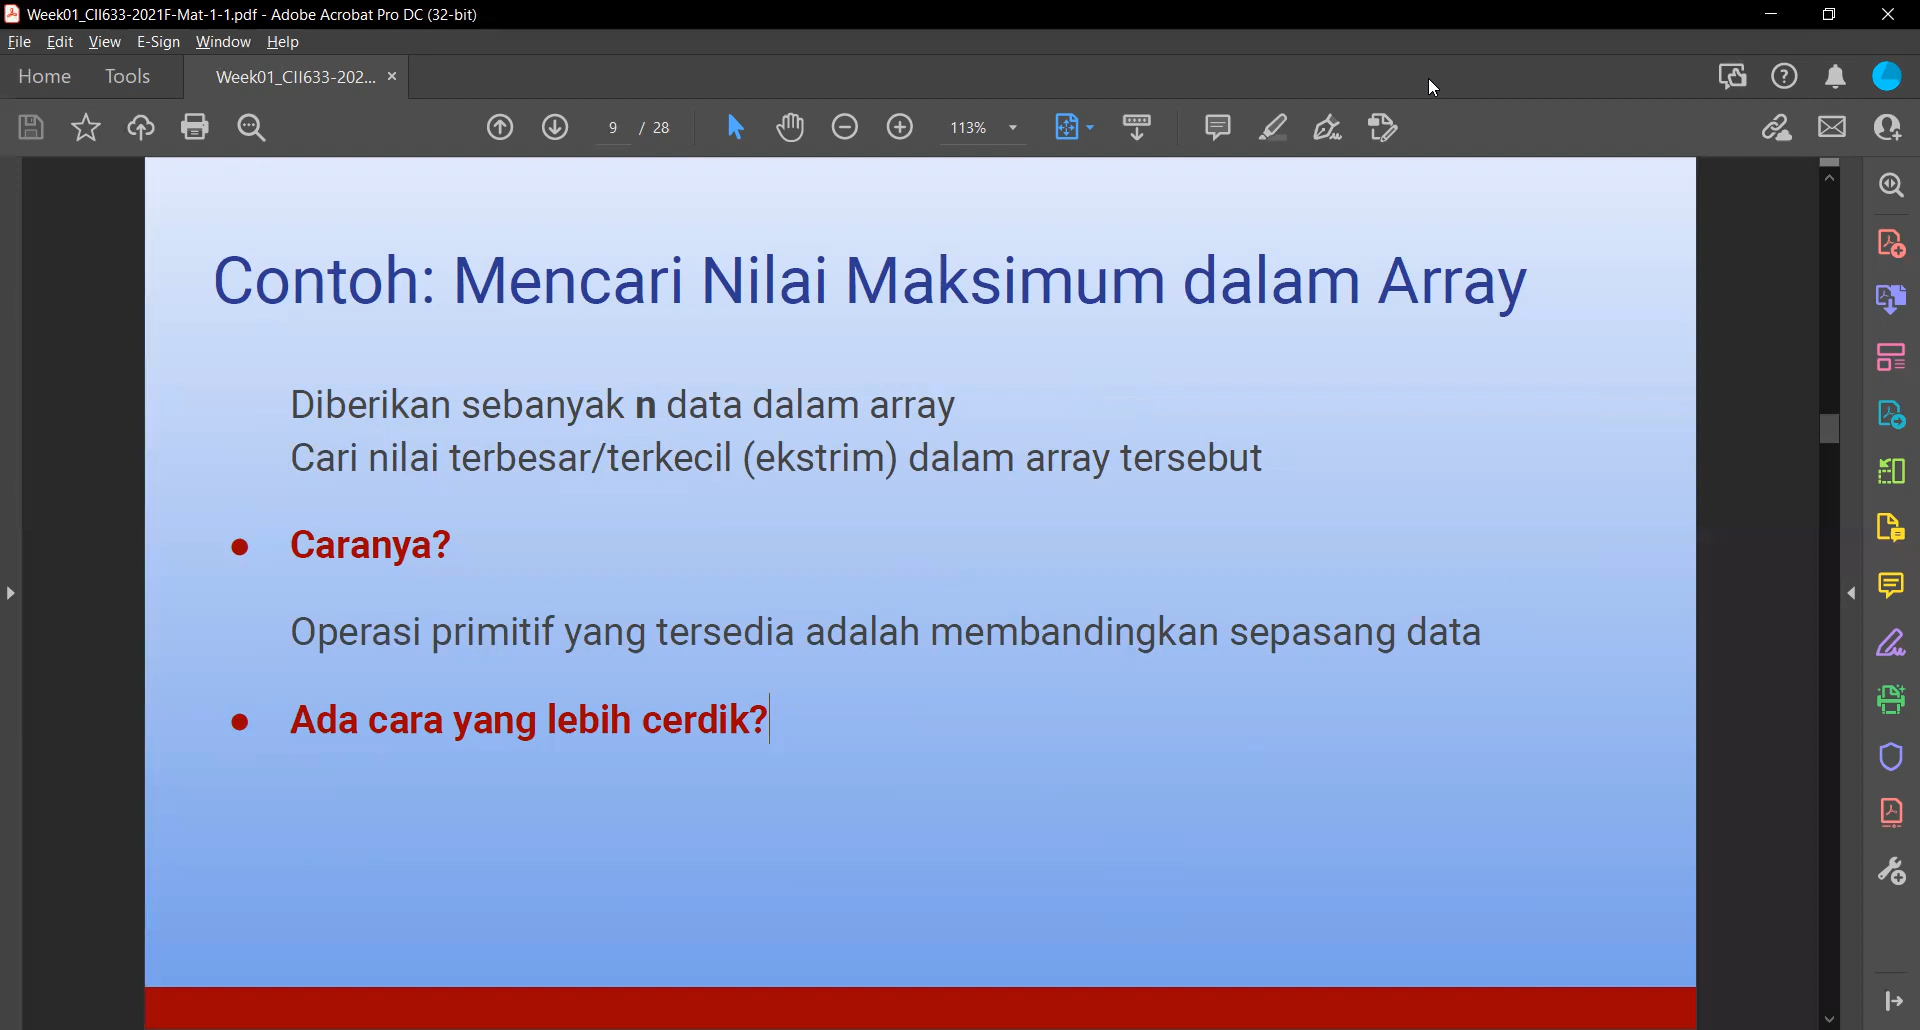 Week01_CII633-2021F-Mat-1-1.pdf - Adobe Acrobat Pro DC (32-bit)
File Edit View E-Sign Window Help
Home Tools Week01_CII633-202... ×
9 / 28 113%
Contoh: Mencari Nilai Maksimum dalam Array
Diberikan sebanyak n data dalam array
Cari nilai terbesar/terkecil (ekstrim) dalam array tersebut
● Caranya?
Operasi primitif yang tersedia adalah membandingkan sepasang data
● Ada cara yang lebih cerdik?